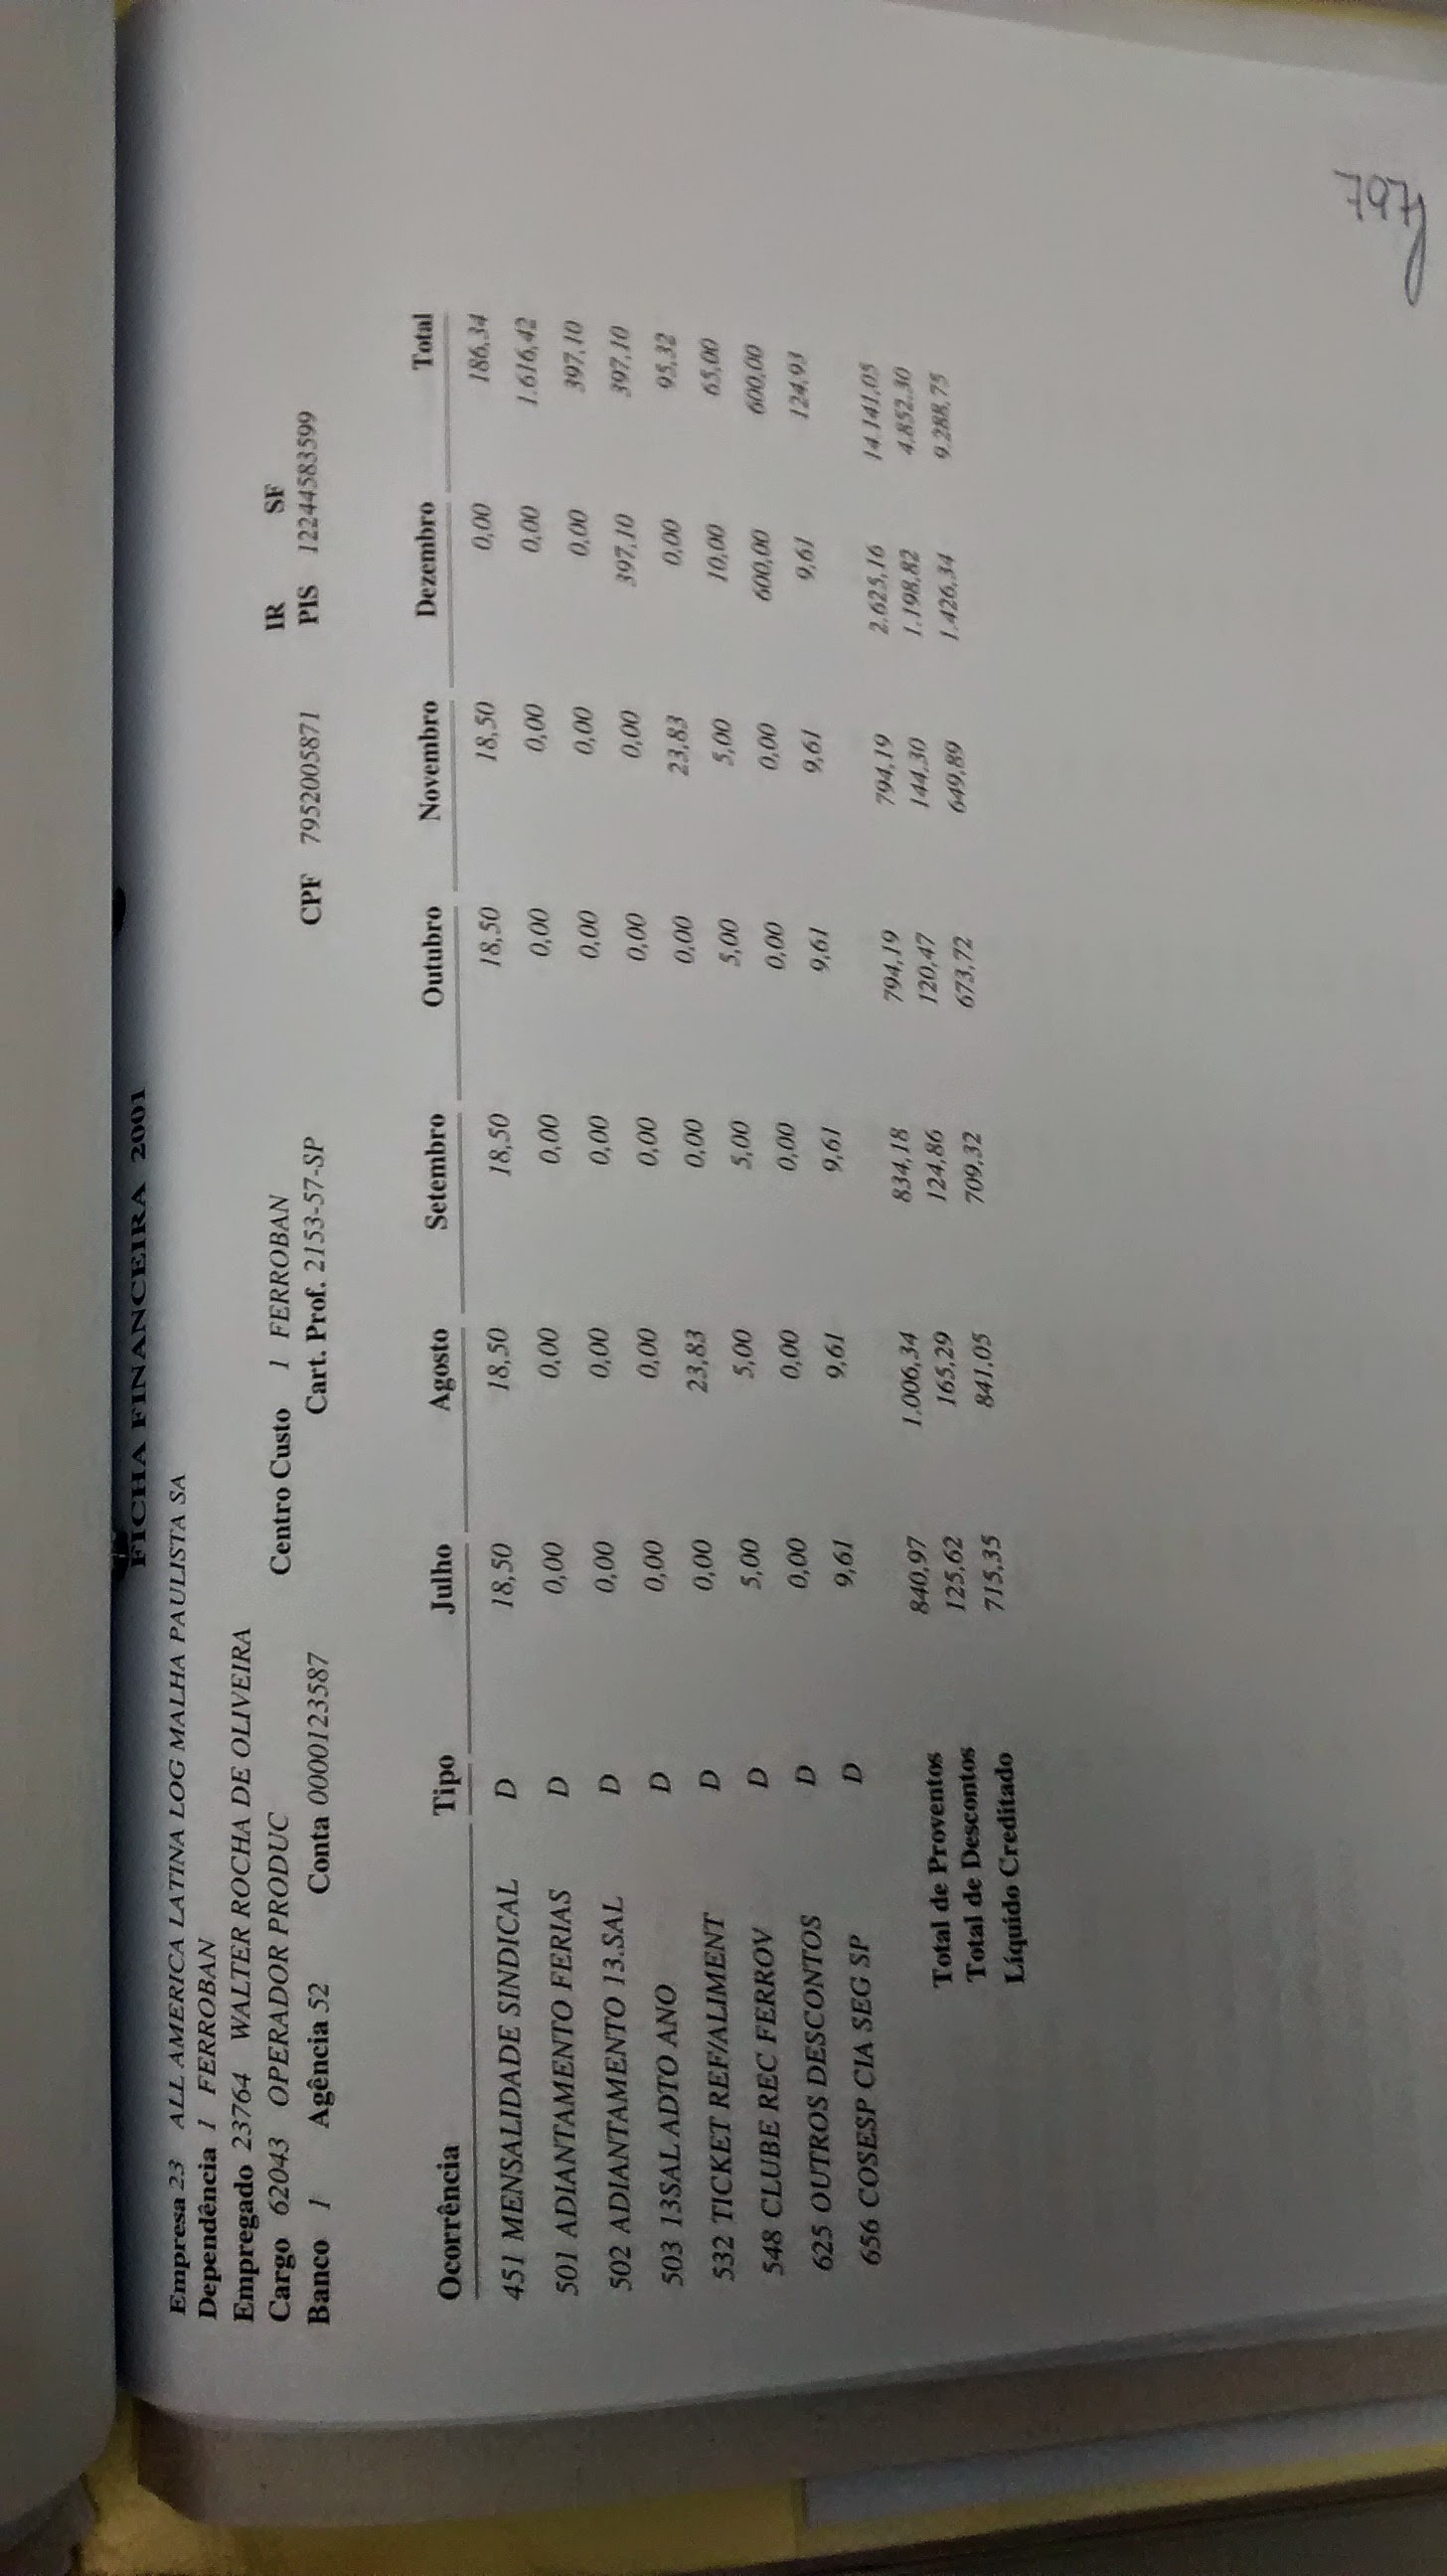 FICHA FINANCEIRA 2001
Empresa 23 ALL AMERICA LATINA LOG MALHA PAULISTA SA
Dependência 1 FERROBAN
Empregado 23764 WALTER ROCHA DE OLIVEIRA
Cargo 62043 OPERADOR PRODUC Centro Custo 1 FERROBAN IR SF
Banco 1 Agência 52 Conta 0000123587 Cart. Prof. 2153-57-SP CPF 7952005871 PIS 12244583599
Ocorrência Tipo Julho Agosto Setembro Outubro Novembro Dezembro Total
451 MENSALIDADE SINDICAL D 18,50 18,50 18,50 18,50 18,50 0,00 186,34
501 ADIANTAMENTO FERIAS D 0,00 0,00 0,00 0,00 0,00 0,00 1.616,42
502 ADIANTAMENTO 13.SAL D 0,00 0,00 0,00 0,00 0,00 0,00 397,10
503 13SAL ADTO ANO D 0,00 0,00 0,00 0,00 0,00 397,10 397,10
532 TICKET REF/ALIMENT D 0,00 23,83 0,00 0,00 23,83 0,00 95,32
548 CLUBE REC FERROV D 5,00 5,00 5,00 5,00 5,00 10,00 65,00
625 OUTROS DESCONTOS D 0,00 0,00 0,00 0,00 0,00 600,00 600,00
656 COSESP CIA SEG SP D 9,61 9,61 9,61 9,61 9,61 9,61 124,93
Total de Proventos 840,97 1.006,34 834,18 794,19 794,19 2.625,16 14.141,05
Total de Descontos 125,62 165,29 124,86 120,47 144,30 1.198,82 4.852,30
Líquido Creditado 715,35 841,05 709,32 673,72 649,89 1.426,34 9.288,75